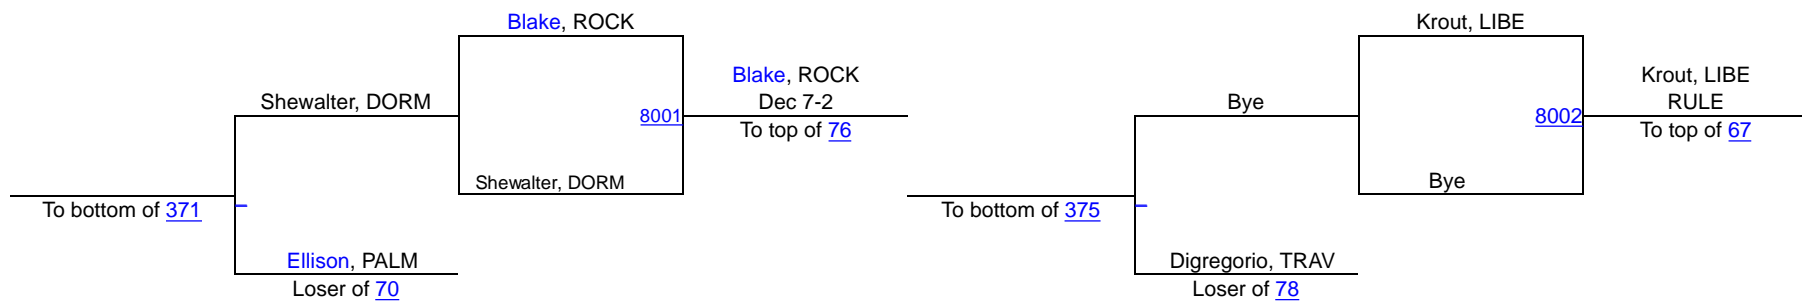 Blake, ROCK
Shewalter, DORM
8001
Blake, ROCK
Dec 7-2
To top of 76
Shewalter, DORM
To bottom of 371
Ellison, PALM
Loser of 70
Krout, LIBE
Bye
8002
Krout, LIBE
RULE
To top of 67
Bye
To bottom of 375
Digregorio, TRAV
Loser of 78